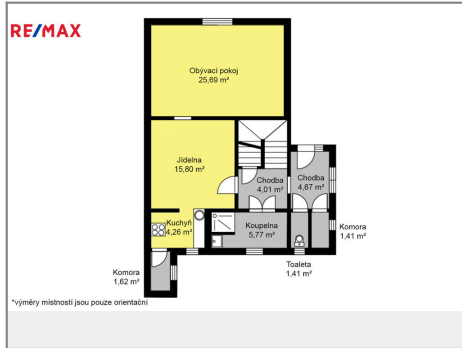 RE/MAX
Obývací pokoj
25,69 m²
Jídelna
15,80 m²
Chodba
4,01 m²
Chodba
4,67 m²
Kuchyň
4,26 m²
Koupelna
5,77 m²
Komora
1,41 m²
Toaleta
1,41 m²
Komora
1,62 m²
*výměry místností jsou pouze orientační